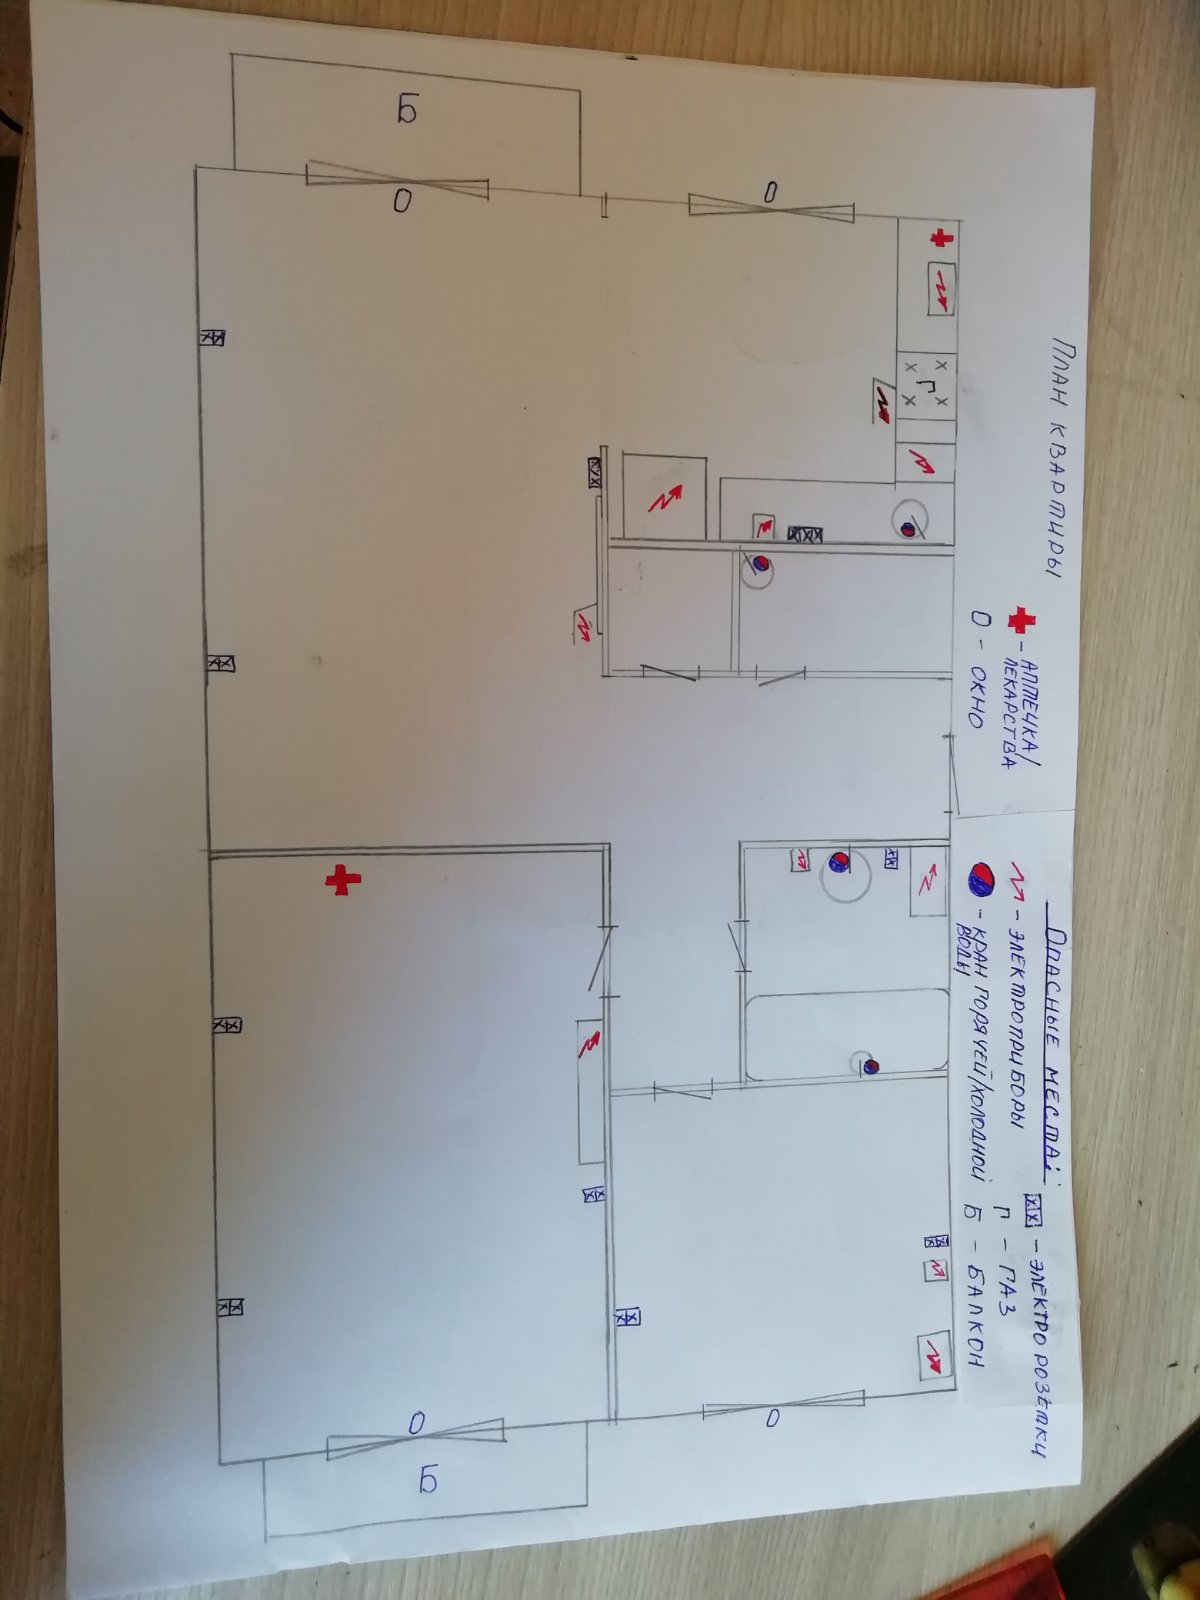 ПЛАН КВАРТИРЫ
- АПТЕЧКА/
ЛЕКАРСТВА
О - ОКНО
ОПАСНЫЕ МЕСТА:
- ЭЛЕКТРОПРИБОРЫ
- КРАН ГОРЯЧЕЙ/ХОЛОДНОЙ
ВОДЫ
- ЭЛЕКТРО РОЗЕТКИ
Г - ГАЗ
Б - БАЛКОН
Б
О
О
Г
О
Б
О